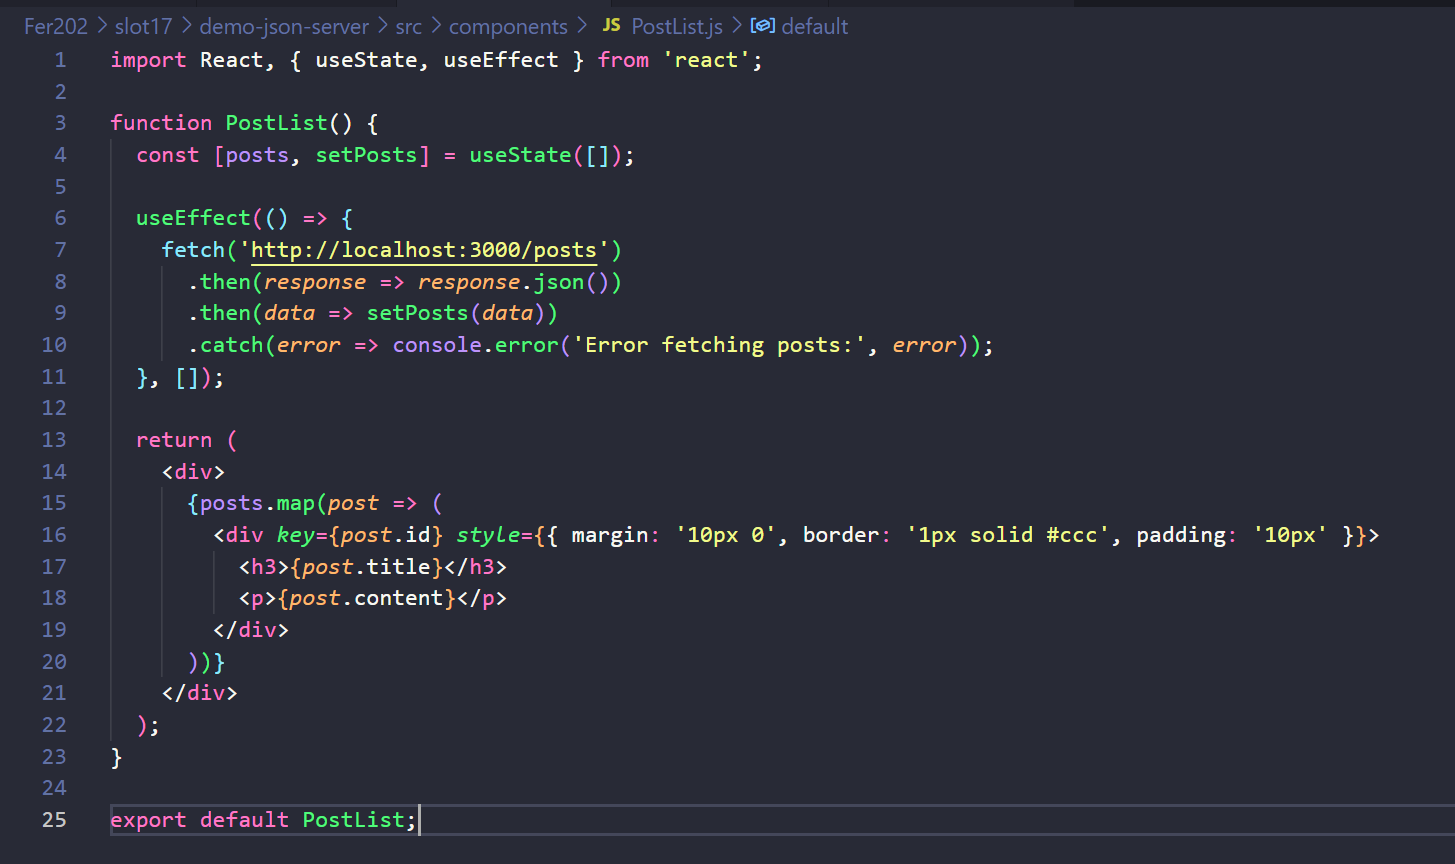 Fer202 > slot17 > demo-json-server > src > components > JS PostList.js > default
1 import React, { useState, useEffect } from 'react';
2
3 function PostList() {
4   const [posts, setPosts] = useState([]);
5
6   useEffect(() => {
7     fetch('http://localhost:3000/posts')
8       .then(response => response.json())
9       .then(data => setPosts(data))
10       .catch(error => console.error('Error fetching posts:', error));
11   }, []);
12
13   return (
14     <div>
15       {posts.map(post => (
16         <div key={post.id} style={{ margin: '10px 0', border: '1px solid #ccc', padding: '10px' }}>
17           <h3>{post.title}</h3>
18           <p>{post.content}</p>
19         </div>
20       ))}
21     </div>
22   );
23 }
24
25 export default PostList;